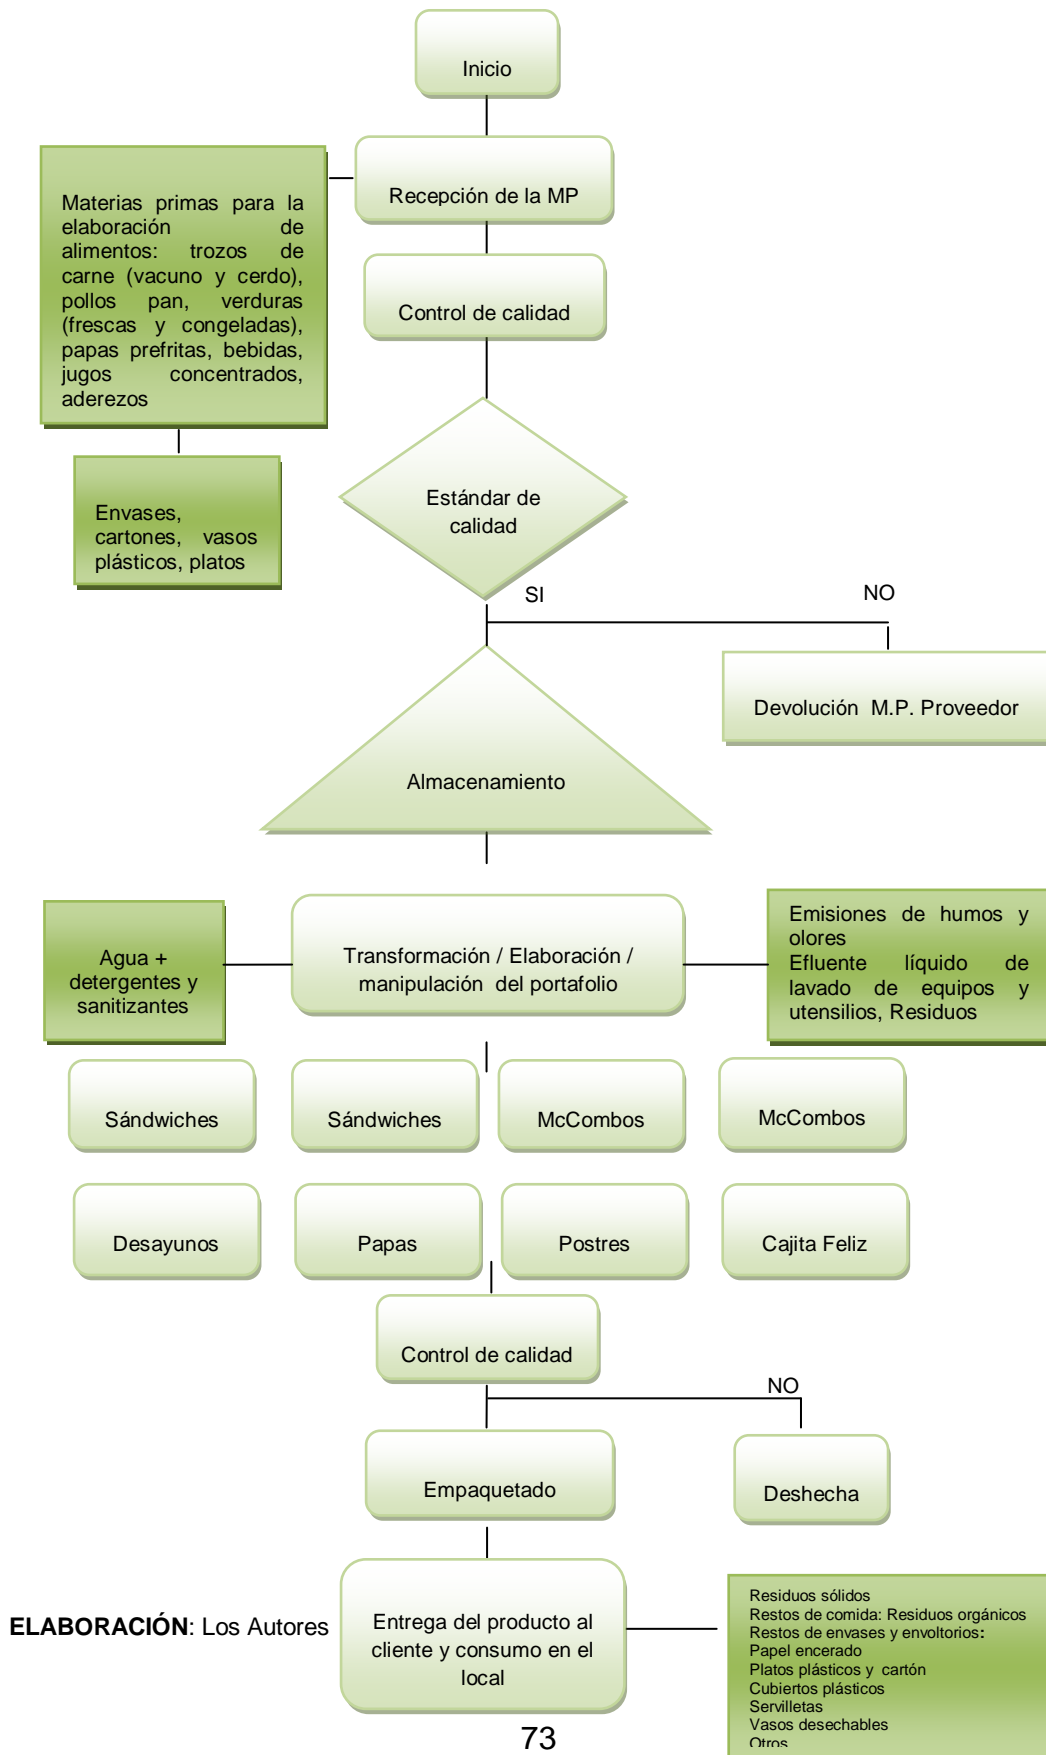 Inicio
Recepción de la MP
Materias primas para la
elaboración de
alimentos: trozos de
carne (vacuno y cerdo),
pollos pan, verduras
(frescas y congeladas),
papas prefritas, bebidas,
jugos concentrados,
aderezos
Control de calidad
Envases,
cartones, vasos
plásticos, platos
Estándar de
calidad
SI
NO
Devolución M.P. Proveedor
Almacenamiento
Agua +
detergentes y
sanitizantes
Transformación / Elaboración /
manipulación del portafolio
Emisiones de humos y
olores
Efluente líquido de
lavado de equipos y
utensilios, Residuos
Sándwiches
Sándwiches
McCombos
McCombos
Desayunos
Papas
Postres
Cajita Feliz
Control de calidad
NO
Empaquetado
Deshecha
ELABORACIÓN: Los Autores
Entrega del producto al
cliente y consumo en el
local
Residuos sólidos
Restos de comida: Residuos orgánicos
Restos de envases y envoltorios:
Papel encerado
Platos plásticos y cartón
Cubiertos plásticos
Servilletas
Vasos desechables
Otros
73